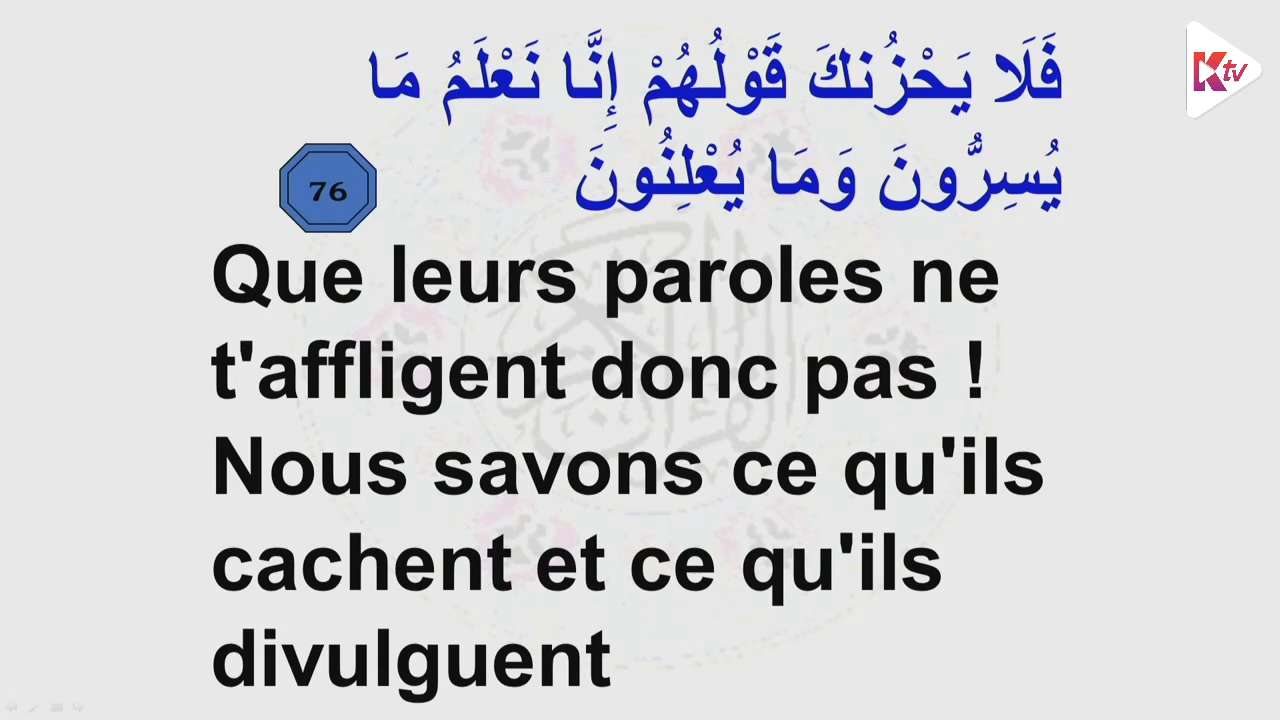 Ktv
فَلَا يَحْزُنكَ قَوْلُهُمْ إِنَّا نَعْلَمُ مَا
يُسِرُّونَ وَمَا يُعْلِنُونَ
76
Que leurs paroles ne
t'affligent donc pas !
Nous savons ce qu'ils
cachent et ce qu'ils
divulguent